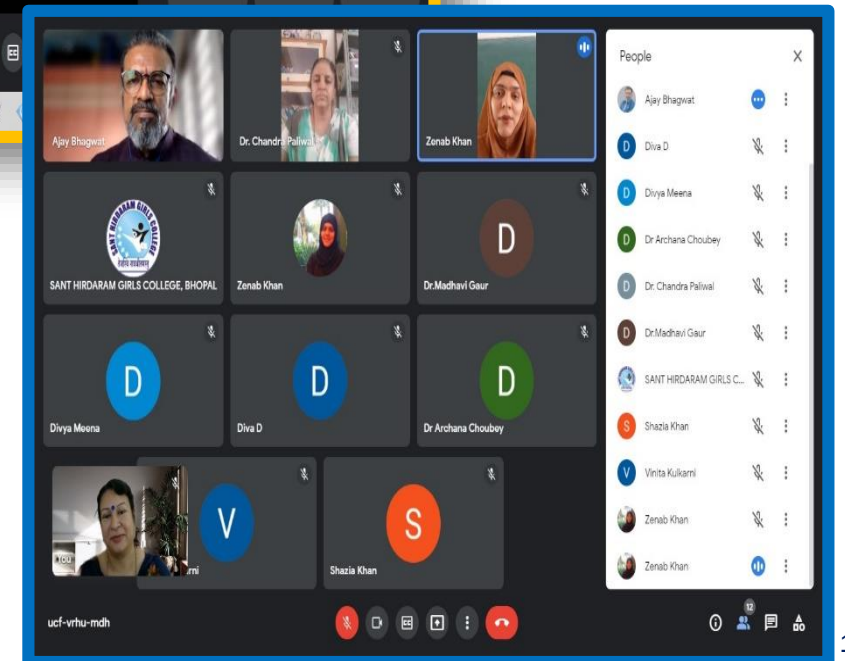 Ajay Bhagwat
Dr. Chandra Paliwal
Zenab Khan
SANT HIRDARAM GIRLS COLLEGE, BHOPAL
Zenab Khan
Dr.Madhavi Gaur
D
Divya Meena
D
Diva D
D
Dr Archana Choubey
D
V
S
Shazia Khan
ucf-vrhu-mdh
People
Ajay Bhagwat
D Diva D
D Divya Meena
D Dr Archana Choubey
D Dr. Chandra Paliwal
D Dr.Madhavi Gaur
SANT HIRDARAM GIRLS C...
S Shazia Khan
V Vinita Kulkarni
Zenab Khan
Zenab Khan
12